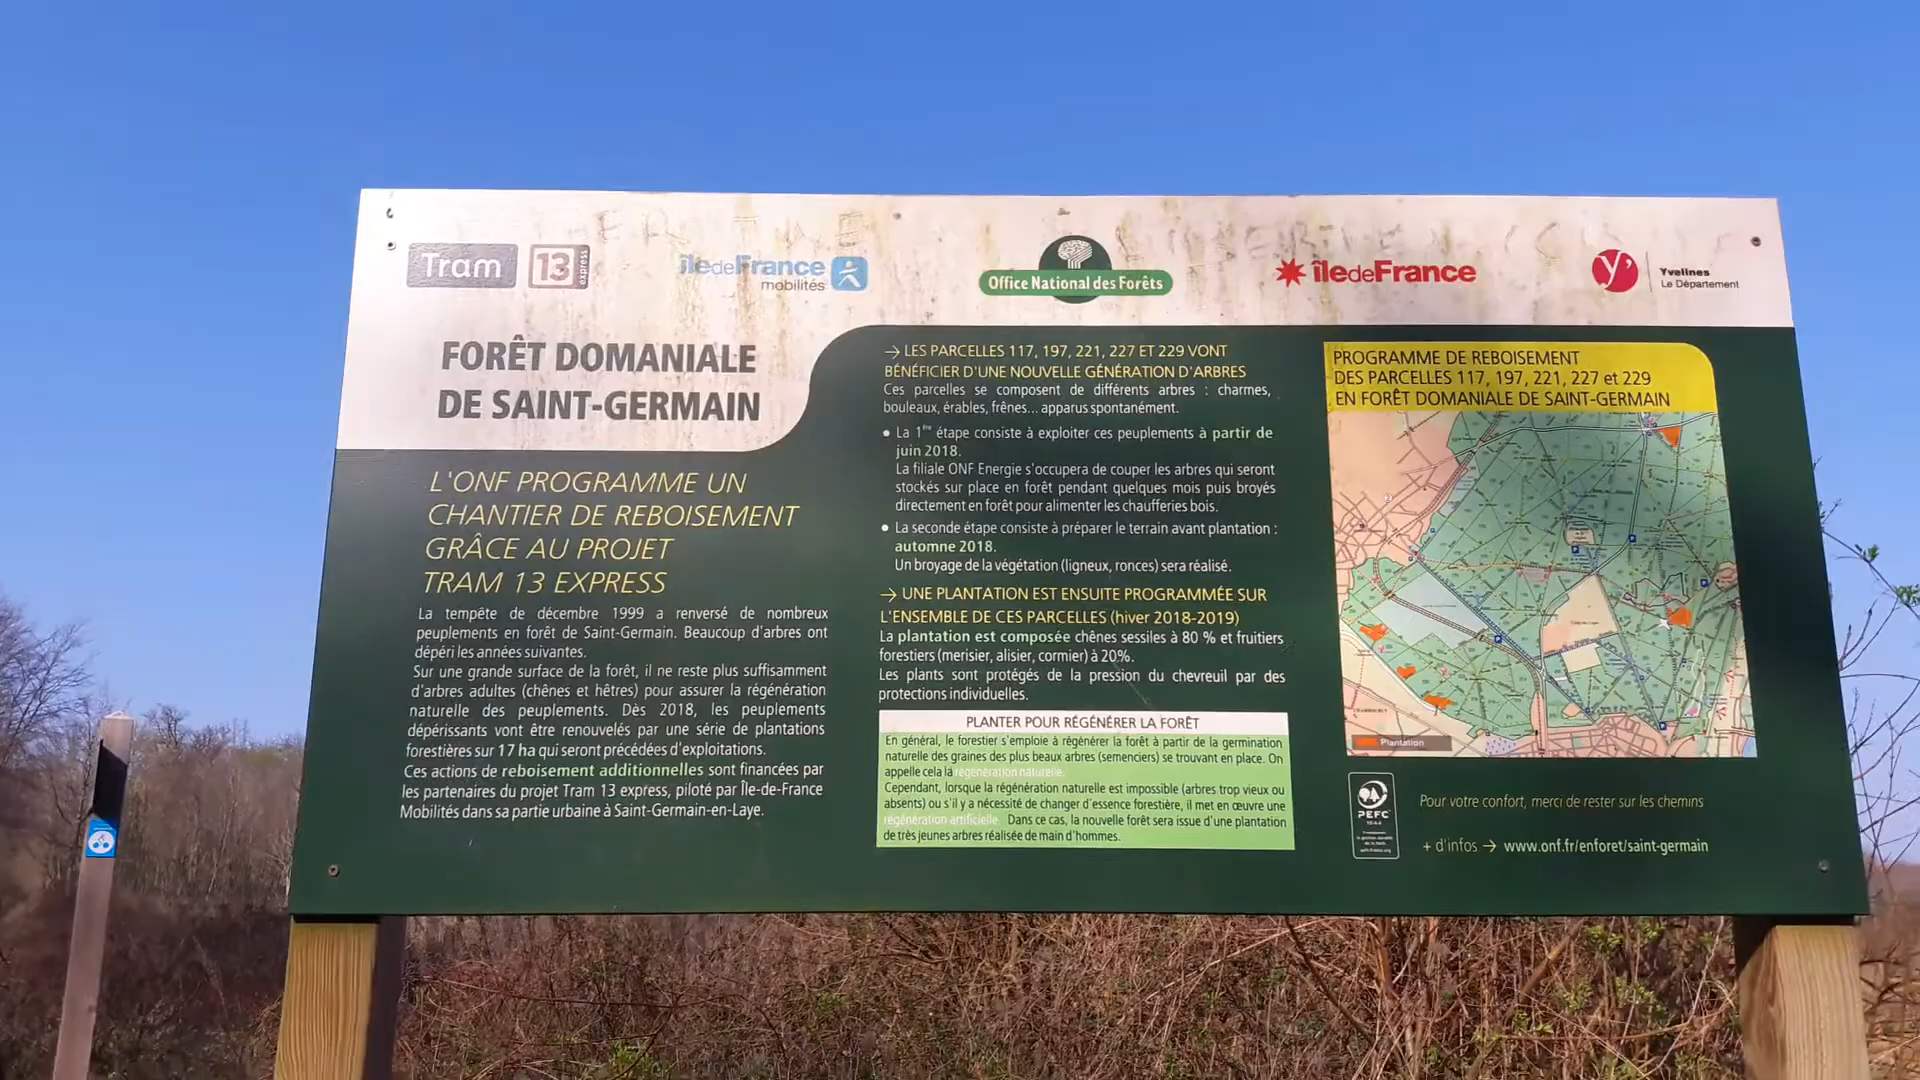 Tram 13 express
îledeFrance
mobilités
Office National des Forêts
îledeFrance
Yvelines
Le Département
FORÊT DOMANIALE
DE SAINT-GERMAIN
L'ONF PROGRAMME UN
CHANTIER DE REBOISEMENT
GRÂCE AU PROJET
TRAM 13 EXPRESS
La tempête de décembre 1999 a renversé de nombreux
peuplements en forêt de Saint-Germain. Beaucoup d'arbres ont
dépéri les années suivantes.
Sur une grande surface de la forêt, il ne reste plus suffisamment
d'arbres adultes (chênes et hêtres) pour assurer la régénération
naturelle des peuplements. Dès 2018, les peuplements
dépérissants vont être renouvelés par une série de plantations
forestières sur 17 ha qui seront précédées d'exploitations.
Ces actions de reboisement additionnelles sont financées par
les partenaires du projet Tram 13 express, piloté par Île-de-France
Mobilités dans sa partie urbaine à Saint-Germain-en-Laye.
→ LES PARCELLES 117, 197, 221, 227 ET 229 VONT
BÉNÉFICIER D'UNE NOUVELLE GÉNÉRATION D'ARBRES
Ces parcelles se composent de différents arbres : charmes,
bouleaux, érables, frênes... apparus spontanément.
• La 1ère étape consiste à exploiter ces peuplements à partir de
juin 2018.
La filiale ONF Energie s'occupera de couper les arbres qui seront
stockés sur place en forêt pendant quelques mois puis broyés
directement en forêt pour alimenter les chaufferies bois.
• La seconde étape consiste à préparer le terrain avant plantation :
automne 2018.
Un broyage de la végétation (ligneux, ronces) sera réalisé.
→ UNE PLANTATION EST ENSUITE PROGRAMMÉE SUR
L'ENSEMBLE DE CES PARCELLES (hiver 2018-2019)
La plantation est composée chênes sessiles à 80 % et fruitiers
forestiers (merisier, alisier, cormier) à 20%.
Les plants sont protégés de la pression du chevreuil par des
protections individuelles.
PLANTER POUR RÉGÉNÉRER LA FORÊT
En général, le forestier s'emploie à régénérer la forêt à partir de la germination
naturelle des graines des plus beaux arbres (semenciers) se trouvant en place. On
appelle cela la régénération naturelle.
Cependant, lorsque la régénération naturelle est impossible (arbres trop vieux ou
absents) ou s'il y a nécessité de changer d'essence forestière, il met en œuvre une
régénération artificielle. Dans ce cas, la nouvelle forêt sera issue d'une plantation
de très jeunes arbres réalisée de main d'hommes.
PROGRAMME DE REBOISEMENT
DES PARCELLES 117, 197, 221, 227 et 229
EN FORÊT DOMANIALE DE SAINT-GERMAIN
Plantation
PEFC
Pour votre confort, merci de rester sur les chemins
+ d'infos → www.onf.fr/enforet/saint-germain